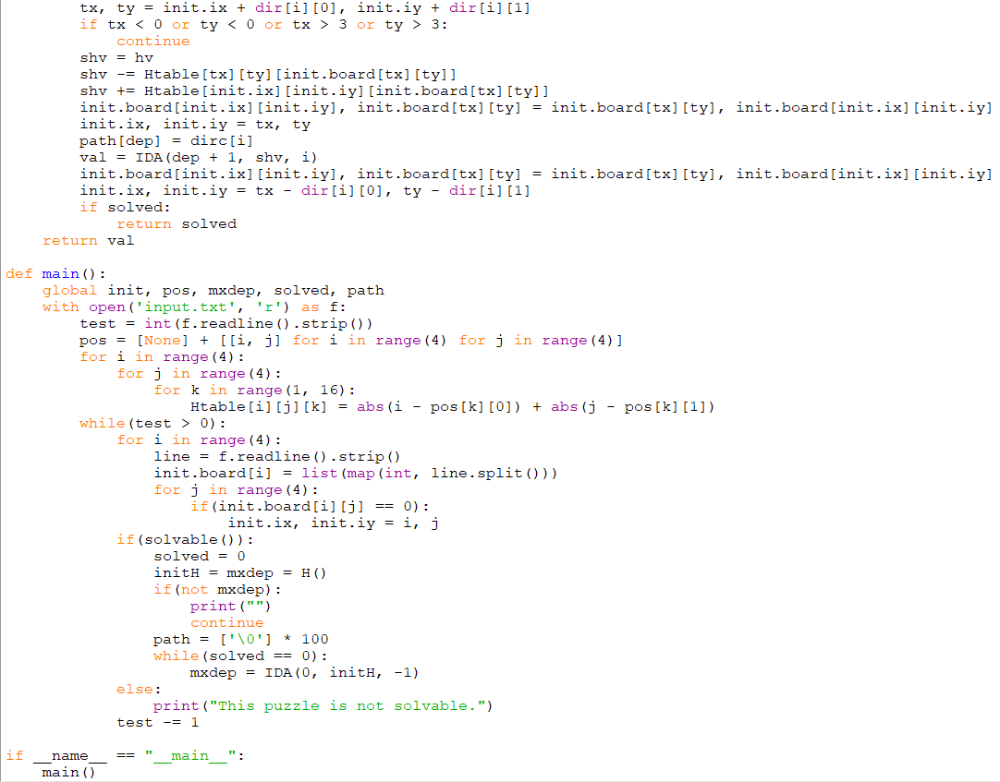 tx, ty = init.ix + dir[i][0], init.iy + dir[i][1]
        if tx < 0 or ty < 0 or tx > 3 or ty > 3:
            continue
        shv = hv
        shv -= Htable[tx][ty][init.board[tx][ty]]
        shv += Htable[init.ix][init.iy][init.board[tx][ty]]
        init.board[init.ix][init.iy], init.board[tx][ty] = init.board[tx][ty], init.board[init.ix][init.iy]
        init.ix, init.iy = tx, ty
        path[dep] = dirc[i]
        val = IDA(dep + 1, shv, i)
        init.board[init.ix][init.iy], init.board[tx][ty] = init.board[tx][ty], init.board[init.ix][init.iy]
        init.ix, init.iy = tx - dir[i][0], ty - dir[i][1]
        if solved:
            return solved
    return val

def main():
    global init, pos, mxdep, solved, path
    with open('input.txt', 'r') as f:
        test = int(f.readline().strip())
        pos = [None] + [[i, j] for i in range(4) for j in range(4)]
        for i in range(4):
            for j in range(4):
                for k in range(1, 16):
                    Htable[i][j][k] = abs(i - pos[k][0]) + abs(j - pos[k][1])
        while(test > 0):
            for i in range(4):
                line = f.readline().strip()
                init.board[i] = list(map(int, line.split()))
                for j in range(4):
                    if(init.board[i][j] == 0):
                        init.ix, init.iy = i, j
            if(solvable()):
                solved = 0
                initH = mxdep = H()
                if(not mxdep):
                    print("")
                    continue
                path = ['\0'] * 100
                while(solved == 0):
                    mxdep = IDA(0, initH, -1)
            else:
                print("This puzzle is not solvable.")
            test -= 1

if __name__ == "__main__":
    main()